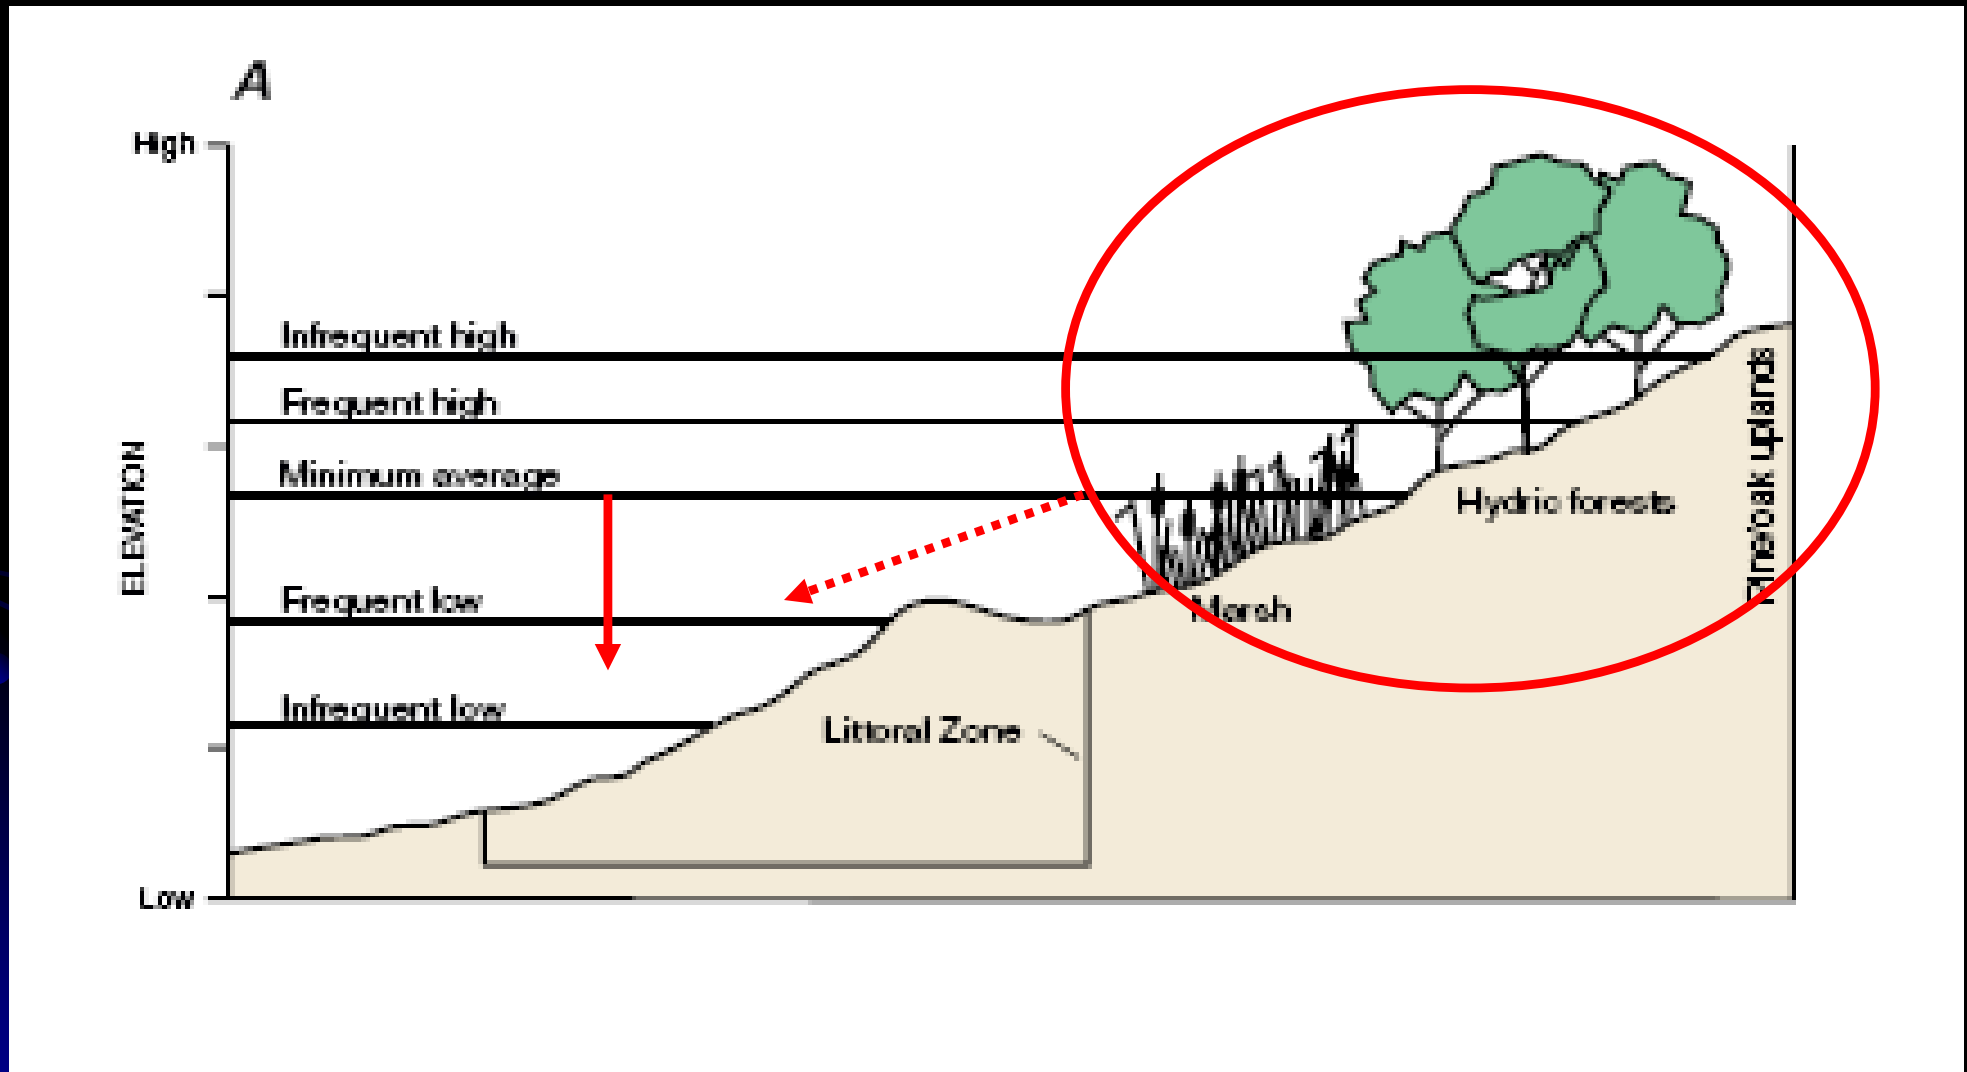 A
High
Infrequent high
Frequent high
Minimum average
Frequent low
Infrequent low
Low
ELEVATION
Littoral Zone
Marsh
Hydric forests
Pine/oak uplands